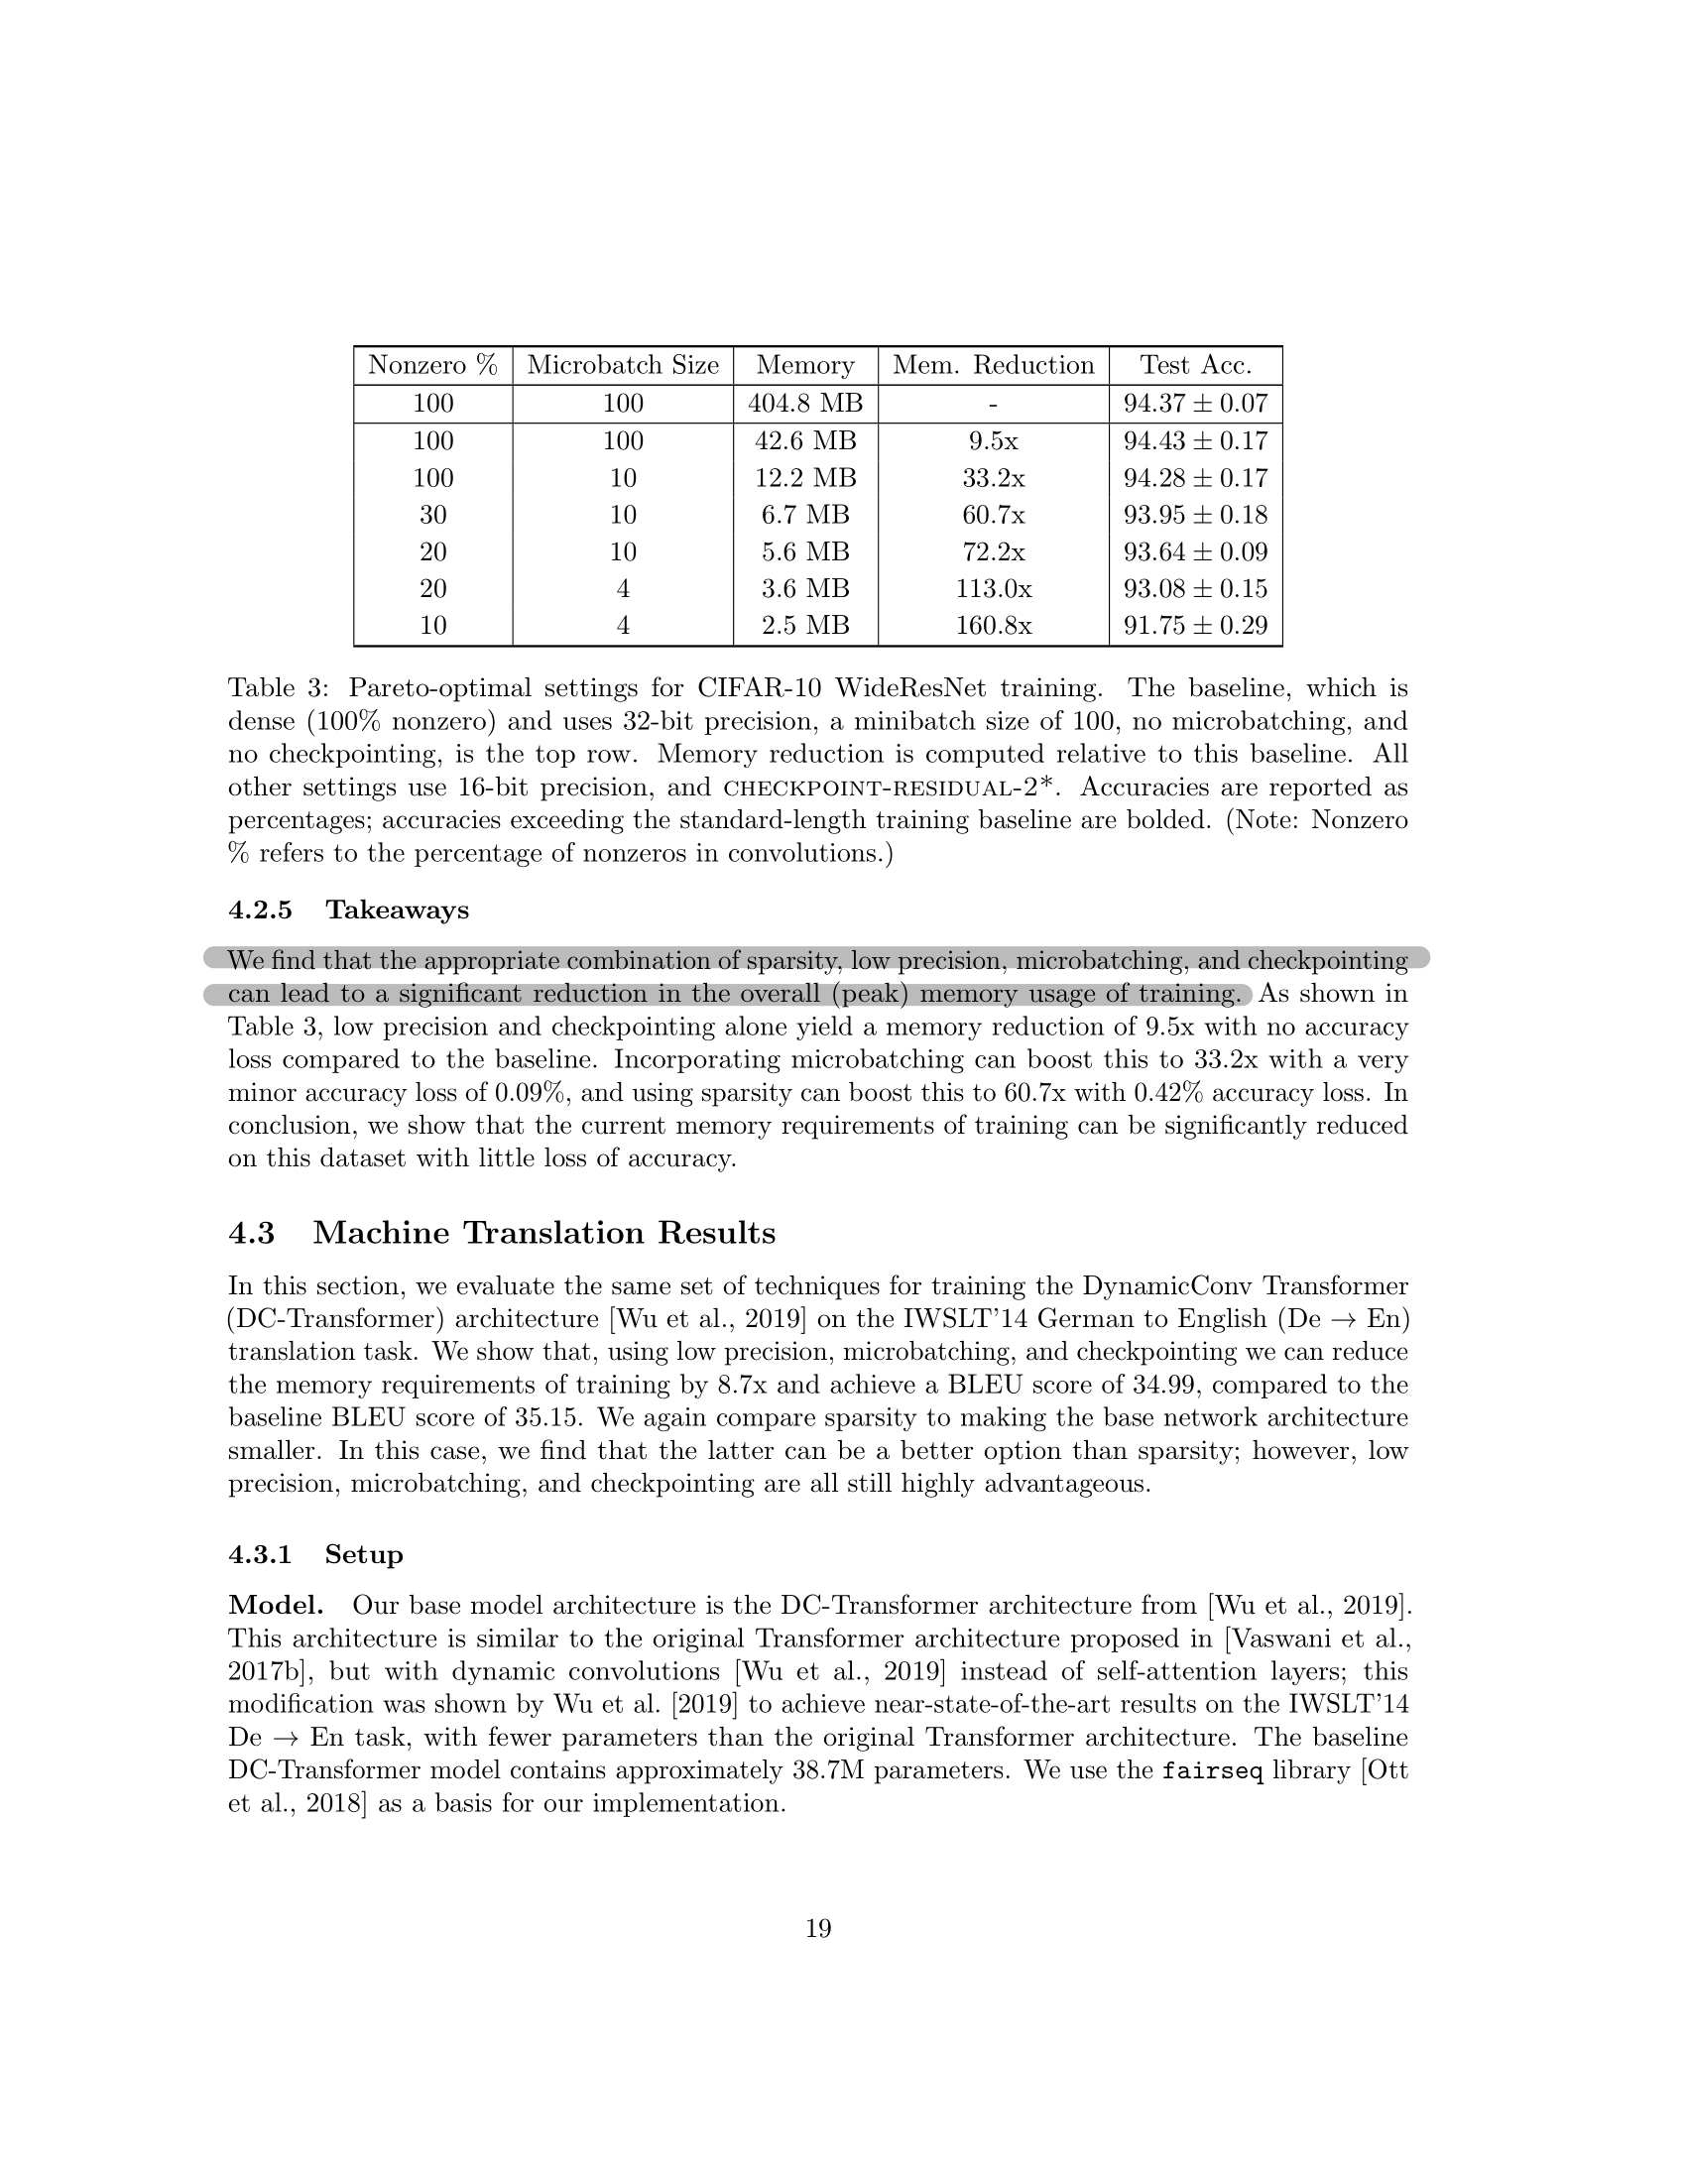 Nonzero % Microbatch Size Memory Mem. Reduction Test Acc.
100 100 404.8 MB - 94.37 ± 0.07
100 100 42.6 MB 9.5x 94.43 ± 0.17
100 10 12.2 MB 33.2x 94.28 ± 0.17
30 10 6.7 MB 60.7x 93.95 ± 0.18
20 10 5.6 MB 72.2x 93.64 ± 0.09
20 4 3.6 MB 113.0x 93.08 ± 0.15
10 4 2.5 MB 160.8x 91.75 ± 0.29
Table 3: Pareto-optimal settings for CIFAR-10 WideResNet training. The baseline, which is
dense (100% nonzero) and uses 32-bit precision, a minibatch size of 100, no microbatching, and
no checkpointing, is the top row. Memory reduction is computed relative to this baseline. All
other settings use 16-bit precision, and CHECKPOINT-RESIDUAL-2*. Accuracies are reported as
percentages; accuracies exceeding the standard-length training baseline are bolded. (Note: Nonzero
% refers to the percentage of nonzeros in convolutions.)
4.2.5 Takeaways
We find that the appropriate combination of sparsity, low precision, microbatching, and checkpointing
can lead to a significant reduction in the overall (peak) memory usage of training. As shown in
Table 3, low precision and checkpointing alone yield a memory reduction of 9.5x with no accuracy
loss compared to the baseline. Incorporating microbatching can boost this to 33.2x with a very
minor accuracy loss of 0.09%, and using sparsity can boost this to 60.7x with 0.42% accuracy loss. In
conclusion, we show that the current memory requirements of training can be significantly reduced
on this dataset with little loss of accuracy.
4.3 Machine Translation Results
In this section, we evaluate the same set of techniques for training the DynamicConv Transformer
(DC-Transformer) architecture [Wu et al., 2019] on the IWSLT'14 German to English (De → En)
translation task. We show that, using low precision, microbatching, and checkpointing we can reduce
the memory requirements of training by 8.7x and achieve a BLEU score of 34.99, compared to the
baseline BLEU score of 35.15. We again compare sparsity to making the base network architecture
smaller. In this case, we find that the latter can be a better option than sparsity; however, low
precision, microbatching, and checkpointing are all still highly advantageous.
4.3.1 Setup
Model. Our base model architecture is the DC-Transformer architecture from [Wu et al., 2019].
This architecture is similar to the original Transformer architecture proposed in [Vaswani et al.,
2017b], but with dynamic convolutions [Wu et al., 2019] instead of self-attention layers; this
modification was shown by Wu et al. [2019] to achieve near-state-of-the-art results on the IWSLT'14
De → En task, with fewer parameters than the original Transformer architecture. The baseline
DC-Transformer model contains approximately 38.7M parameters. We use the fairseq library [Ott
et al., 2018] as a basis for our implementation.
19